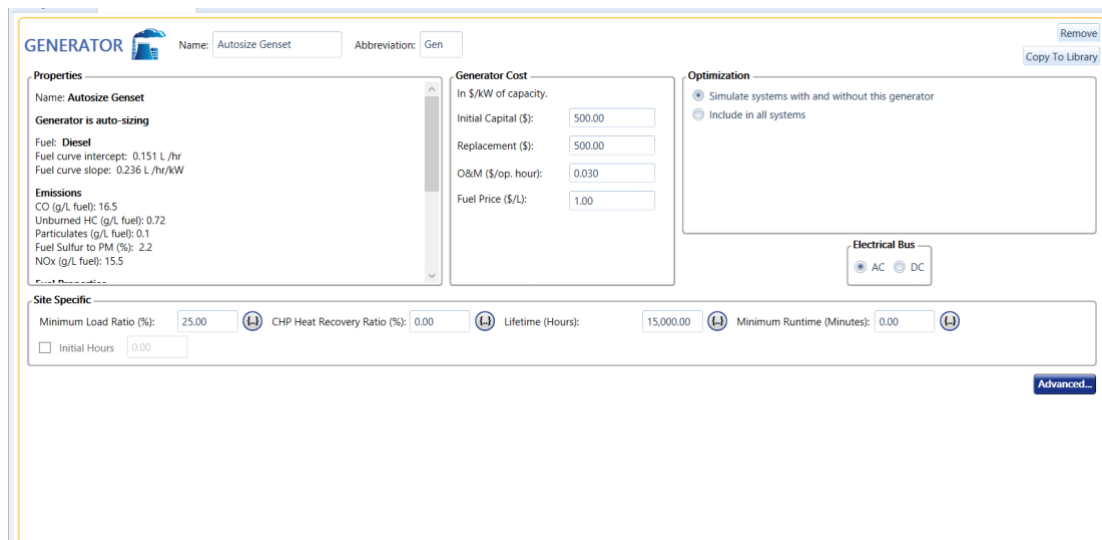 Remove
GENERATOR Name: Autosize Genset Abbreviation: Gen
Copy To Library
Properties
Name: Autosize Genset
Generator is auto-sizing
Fuel: Diesel
Fuel curve intercept: 0.151 L /hr
Fuel curve slope: 0.236 L /hr/kW
Emissions
CO (g/L fuel): 16.5
Unburned HC (g/L fuel): 0.72
Particulates (g/L fuel): 0.1
Fuel Sulfur to PM (%): 2.2
NOx (g/L fuel): 15.5
Generator Cost
In $/kW of capacity.
Initial Capital ($): 500.00
Replacement ($): 500.00
O&M ($/op. hour): 0.030
Fuel Price ($/L): 1.00
Optimization
Simulate systems with and without this generator
Include in all systems
Electrical Bus
AC DC
Site Specific
Minimum Load Ratio (%): 25.00 {..} CHP Heat Recovery Ratio (%): 0.00 {..} Lifetime (Hours): 15,000.00 {..} Minimum Runtime (Minutes): 0.00 {..}
Initial Hours 0.00
Advanced...